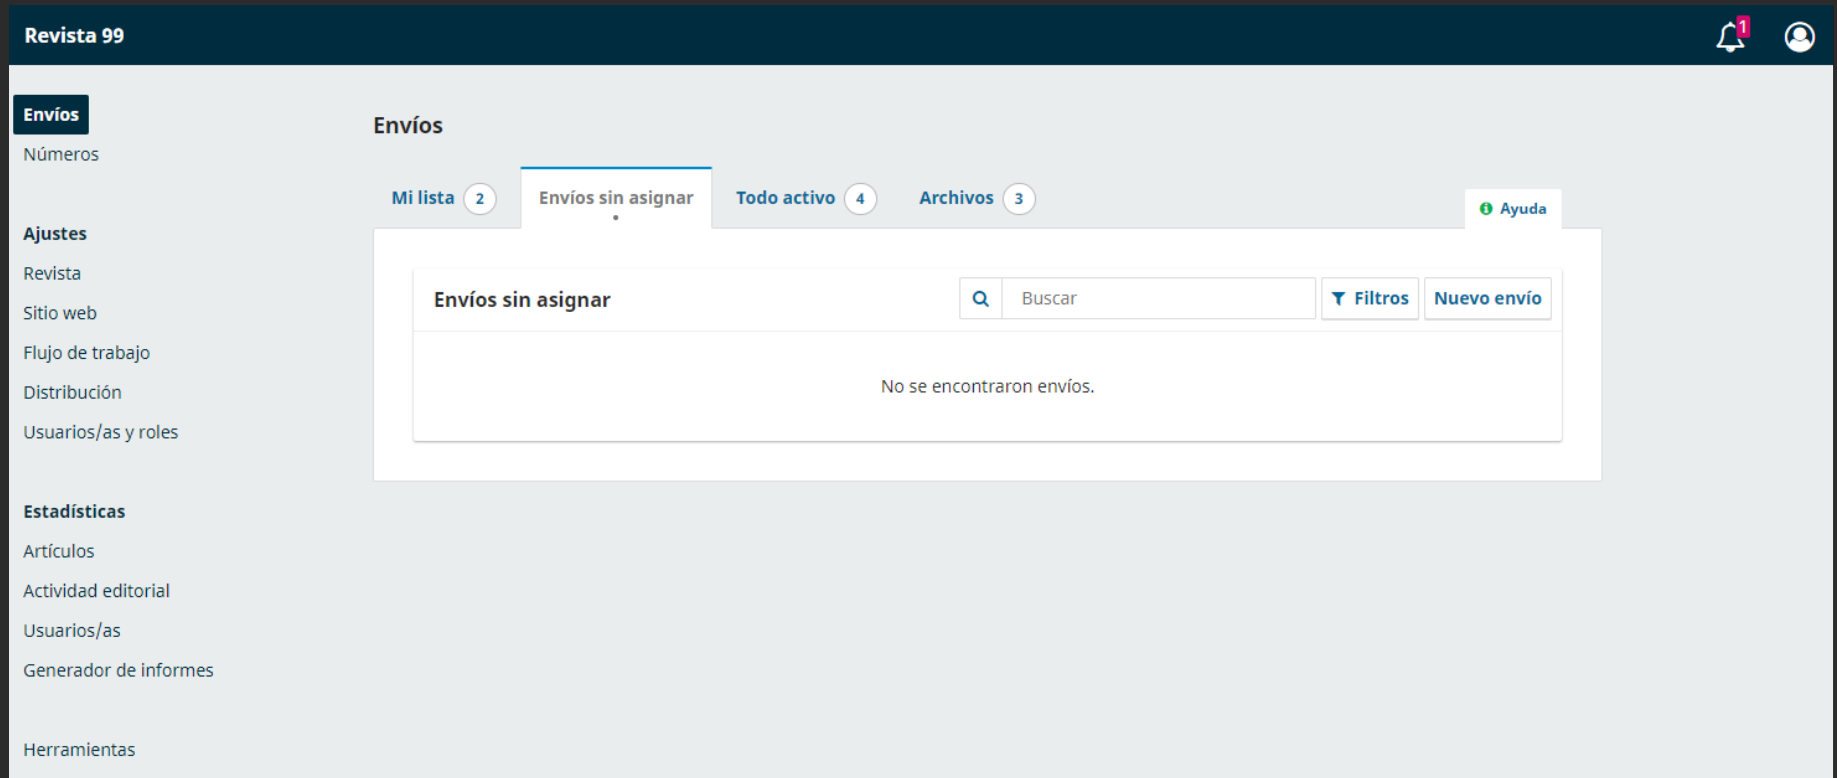 Revista 99
1
Envíos
Números
Ajustes
Revista
Sitio web
Flujo de trabajo
Distribución
Usuarios/as y roles
Estadísticas
Artículos
Actividad editorial
Usuarios/as
Generador de informes
Herramientas
Envíos
Mi lista 2 Envíos sin asignar Todo activo 4 Archivos 3
Ayuda
Envíos sin asignar Buscar Filtros Nuevo envío
No se encontraron envíos.